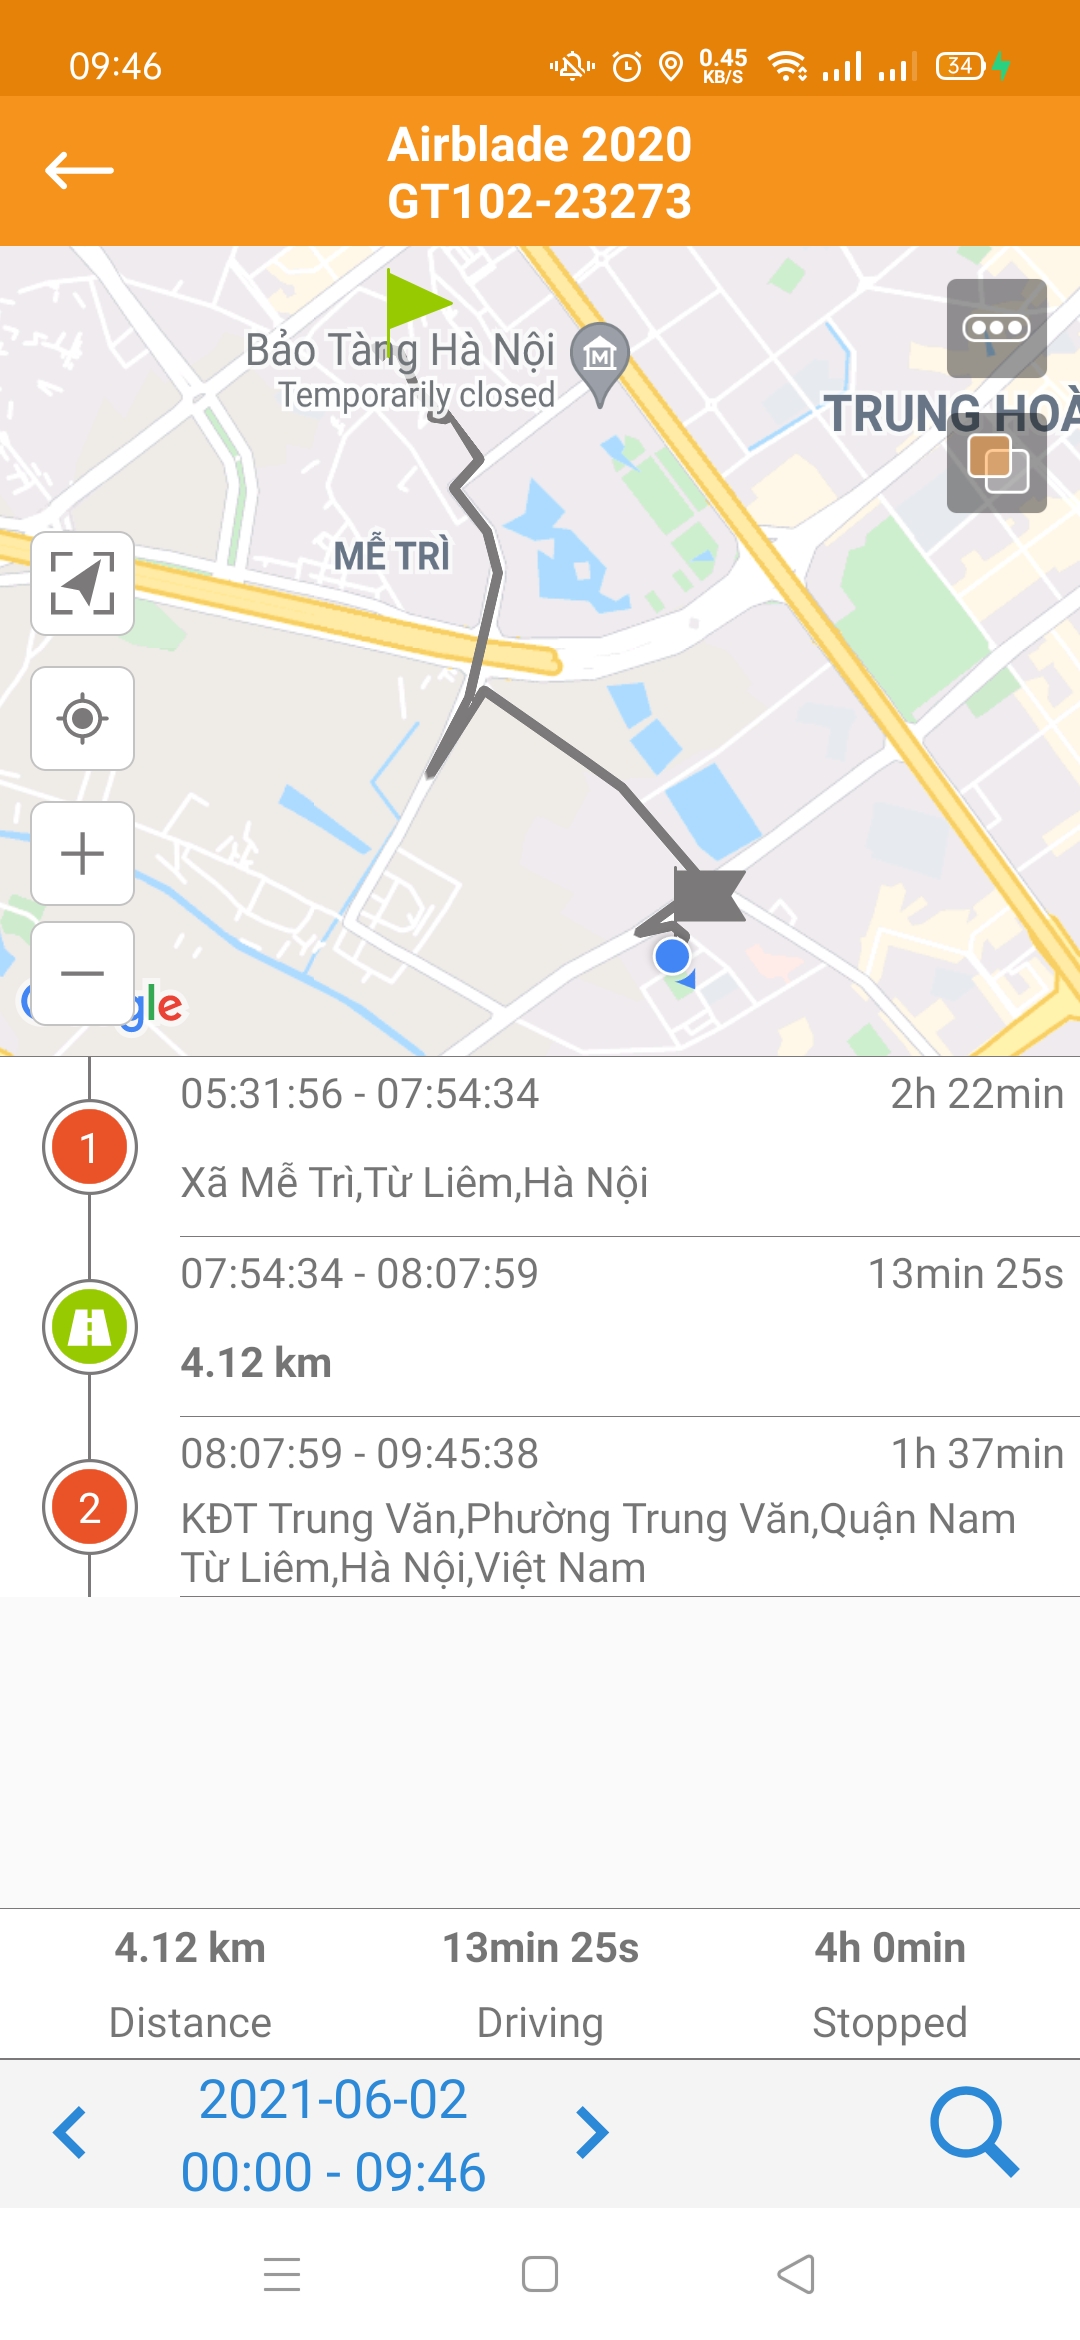 09:46
0.45
KB/S
34
Airblade 2020
GT102-23273
Bảo Tàng Hà Nội
Temporarily closed
TRUNG HOÀ
MỄ TRÌ
05:31:56 - 07:54:34
2h 22min
1
Xã Mễ Trì,Từ Liêm,Hà Nội
07:54:34 - 08:07:59
13min 25s
4.12 km
08:07:59 - 09:45:38
1h 37min
2
KĐT Trung Văn,Phường Trung Văn,Quận Nam
Từ Liêm,Hà Nội,Việt Nam
4.12 km
13min 25s
4h 0min
Distance
Driving
Stopped
2021-06-02
00:00 - 09:46